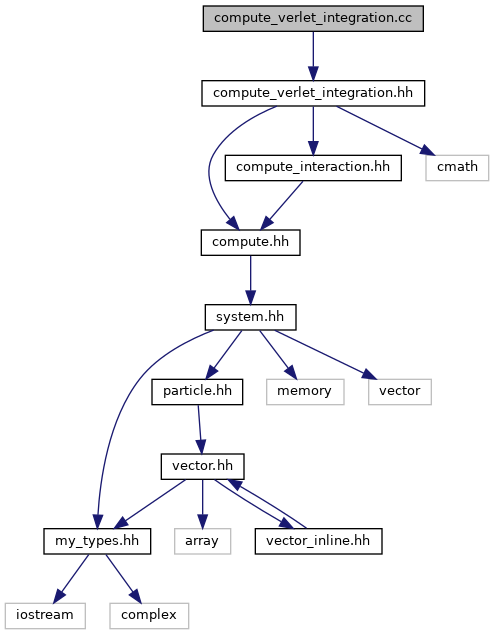 compute_verlet_integration.cc
compute_verlet_integration.hh
compute_interaction.hh
cmath
compute.hh
system.hh
particle.hh
memory
vector
vector.hh
my_types.hh
array
vector_inline.hh
iostream
complex